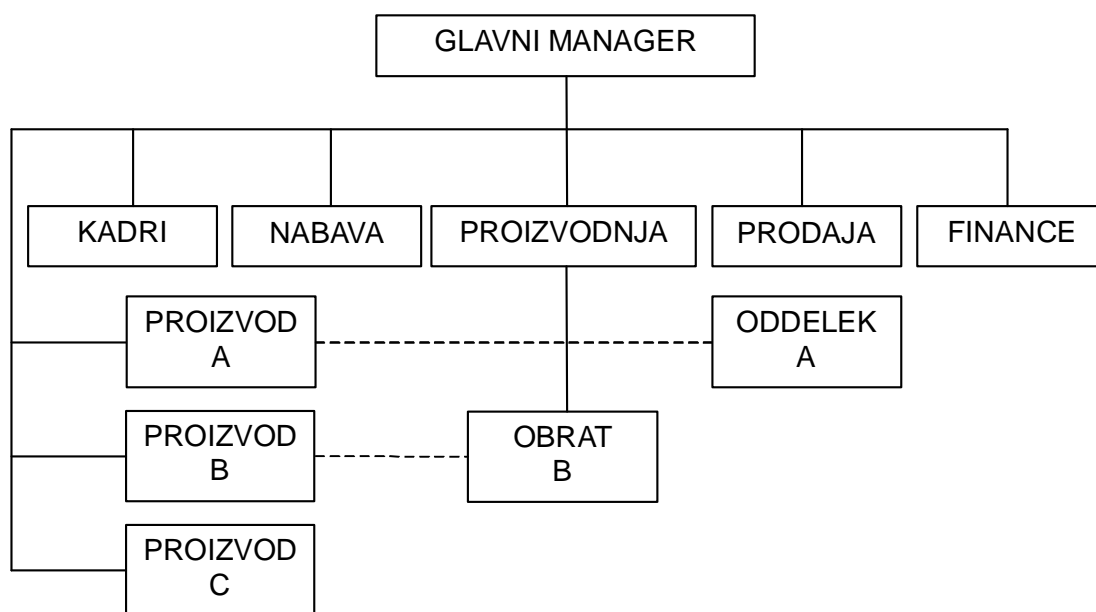 GLAVNI MANAGER
KADRI
NABAVA
PROIZVODNJA
PRODAJA
FINANCE
PROIZVOD
A
ODDELEK
A
PROIZVOD
B
OBRAT
B
PROIZVOD
C